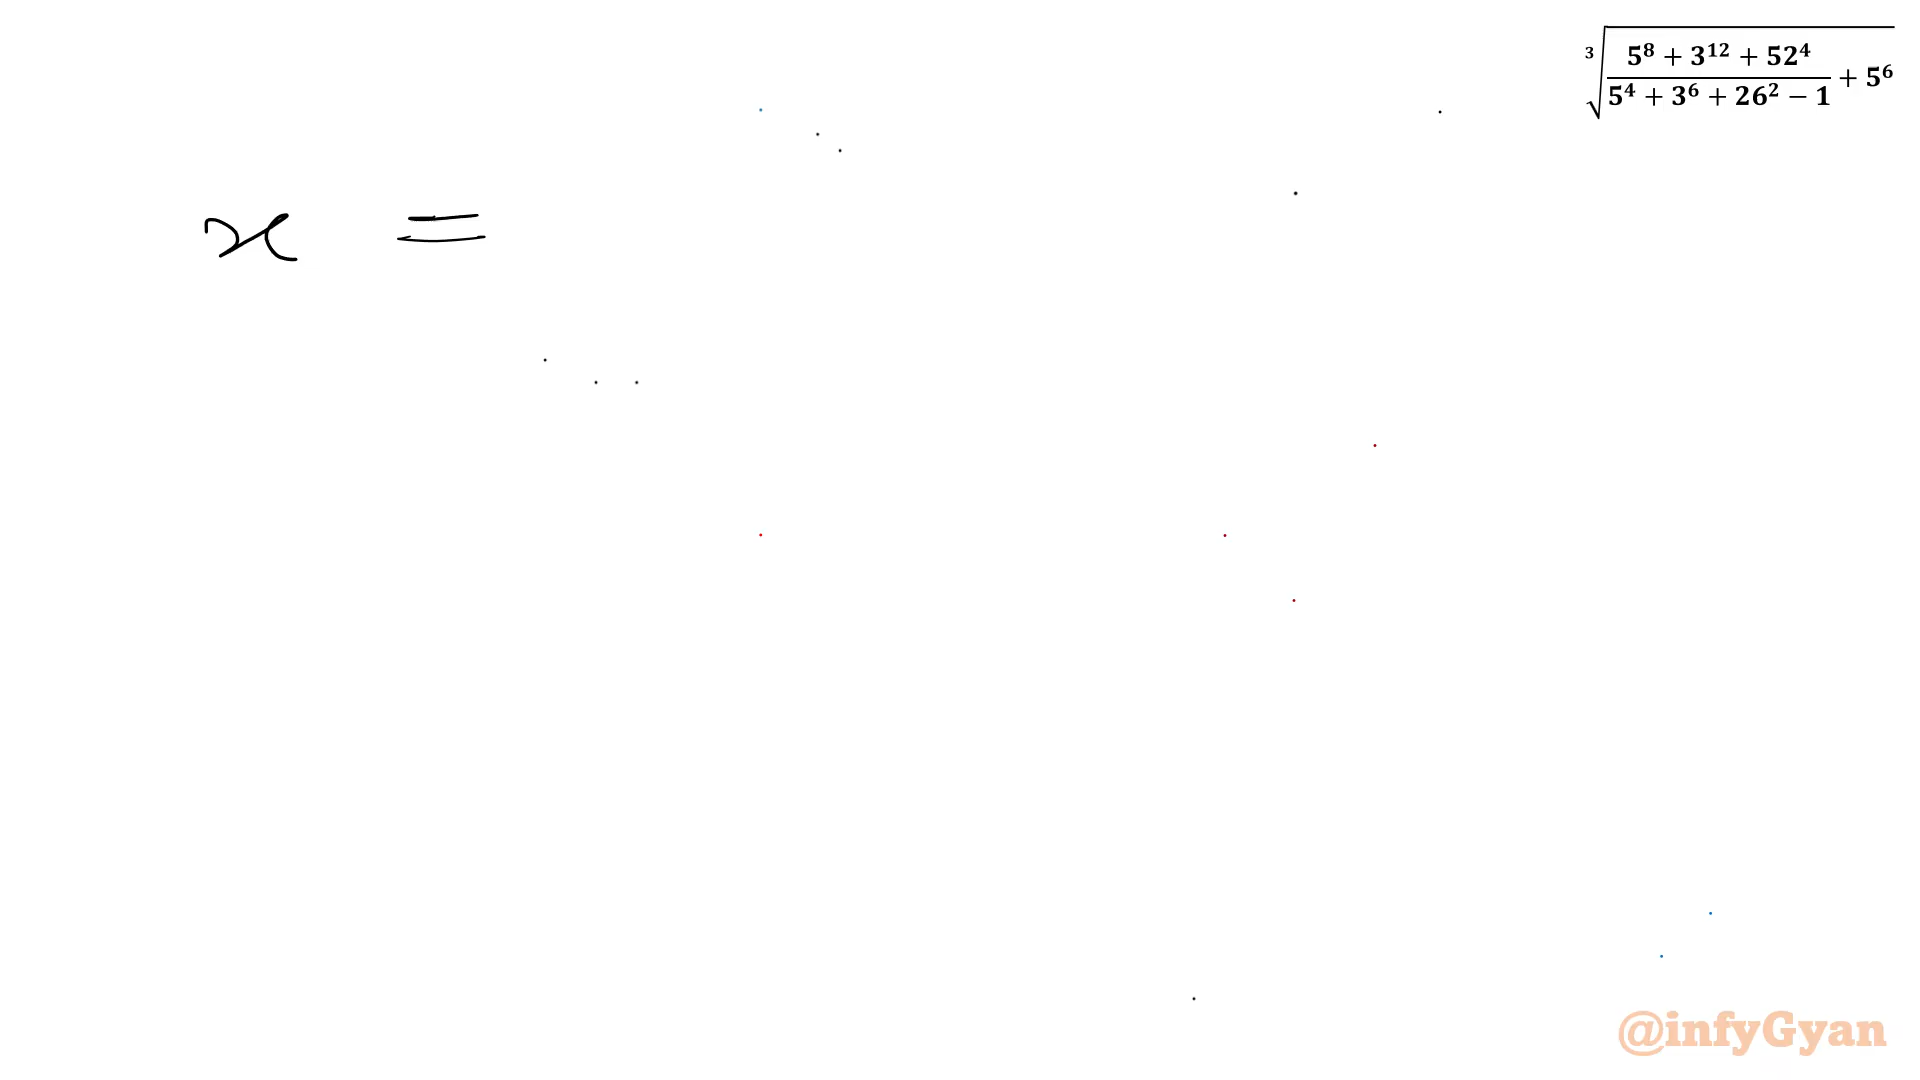 ∛((5⁸ + 3¹² + 52⁴)/(5⁴ + 3⁶ + 26² − 1) + 5⁶)
x =
@infyGyan